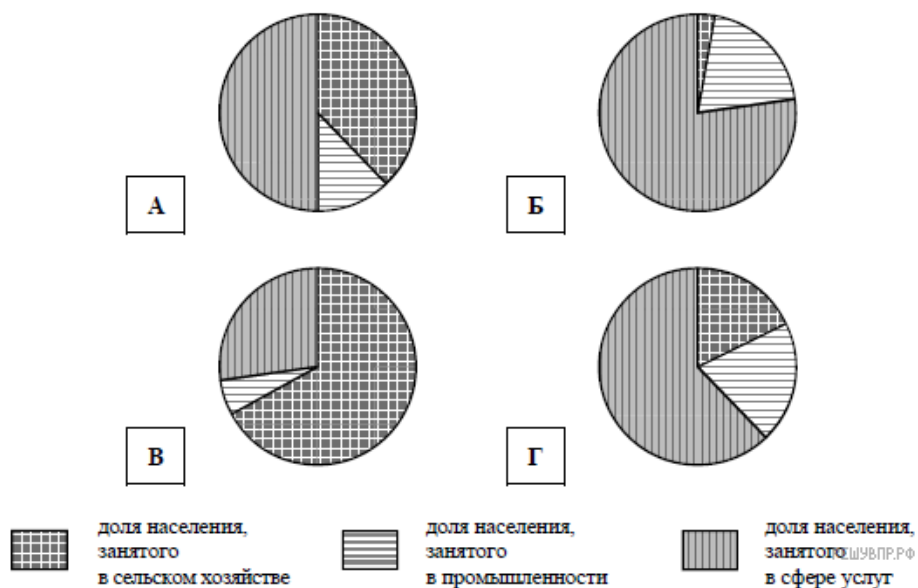 А
Б
В
Г
доля населения,
занятого
в сельском хозяйстве
доля населения,
занятого
в промышленности
доля населения,
занятого
в сфере услуг
РЕШУВПР.РФ